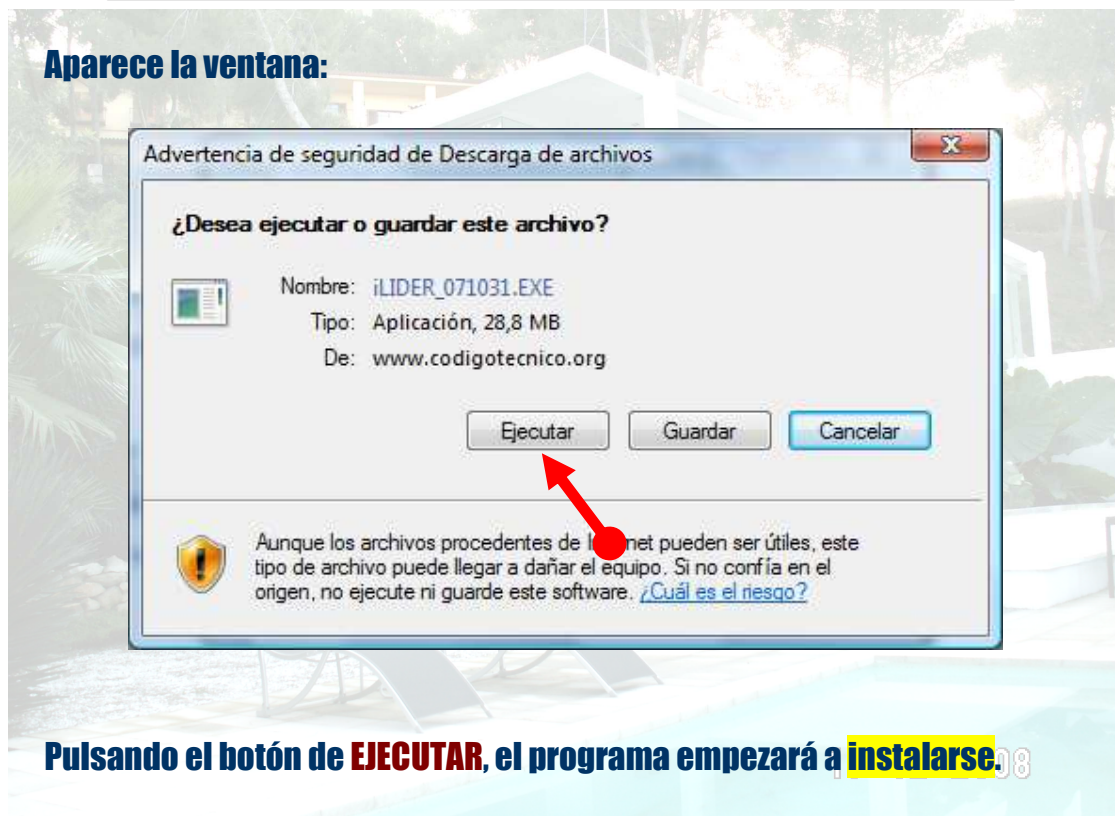 Aparece la ventana:
Advertencia de seguridad de Descarga de archivos
¿Desea ejecutar o guardar este archivo?
Nombre: iLIDER_071031.EXE
Tipo: Aplicación, 28,8 MB
De: www.codigotecnico.org
Ejecutar Guardar Cancelar
Aunque los archivos procedentes de pueden ser útiles, este
tipo de archivo puede llegar a dañar el equipo. Si no confía en el
origen, no ejecute ni guarde este software. ¿Cuál es el riesgo?
Pulsando el botón de EJECUTAR, el programa empezará a instalarse.